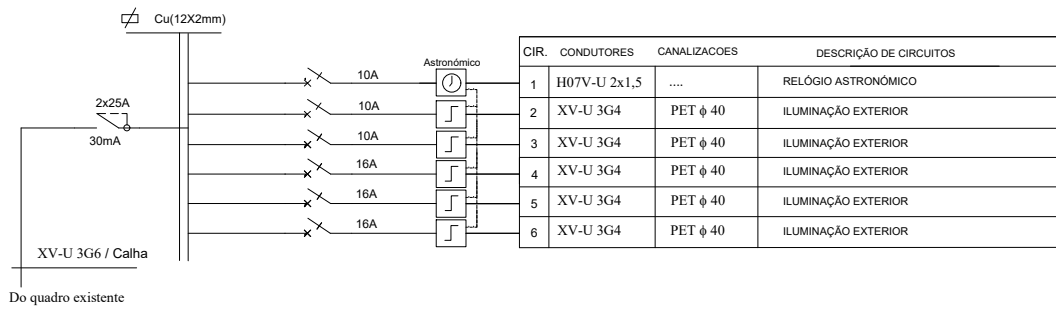 Cu(12X2mm)
CIR. CONDUTORES CANALIZACOES DESCRIÇÃO DE CIRCUITOS
Astronómico
10A
1 H07V-U 2x1,5 .... RELÓGIO ASTRONÓMICO
2x25A
30mA
10A
2 XV-U 3G4 PET ϕ 40 ILUMINAÇÃO EXTERIOR
10A
3 XV-U 3G4 PET ϕ 40 ILUMINAÇÃO EXTERIOR
16A
4 XV-U 3G4 PET ϕ 40 ILUMINAÇÃO EXTERIOR
16A
5 XV-U 3G4 PET ϕ 40 ILUMINAÇÃO EXTERIOR
16A
6 XV-U 3G4 PET ϕ 40 ILUMINAÇÃO EXTERIOR
XV-U 3G6 / Calha
Do quadro existente